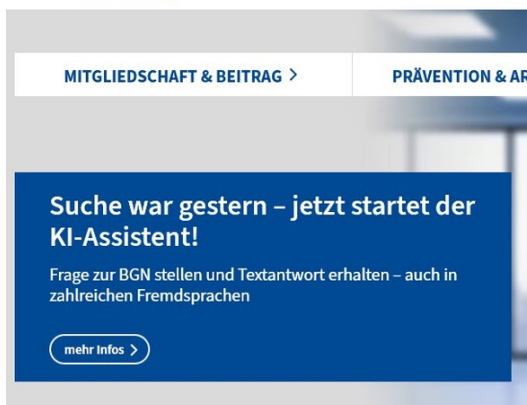 MITGLIEDSCHAFT & BEITRAG >
PRÄVENTION &
Suche war gestern – jetzt startet der
KI-Assistent!
Frage zur BGN stellen und Textantwort erhalten – auch in
zahlreichen Fremdsprachen
mehr Infos >